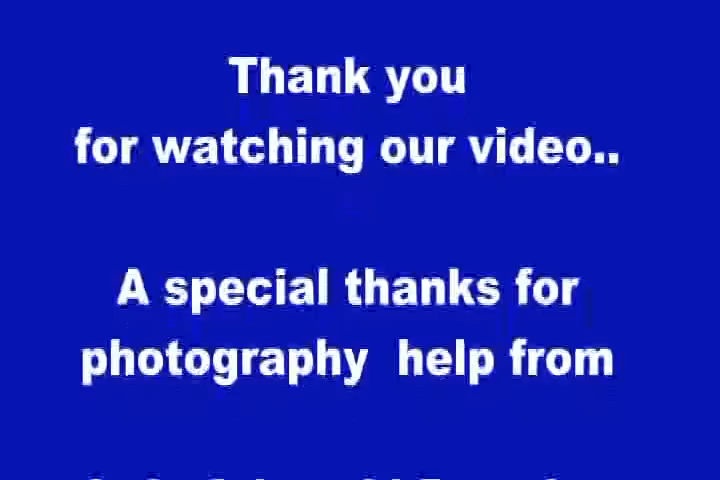 Thank you
for watching our video..
A special thanks for
photography help from